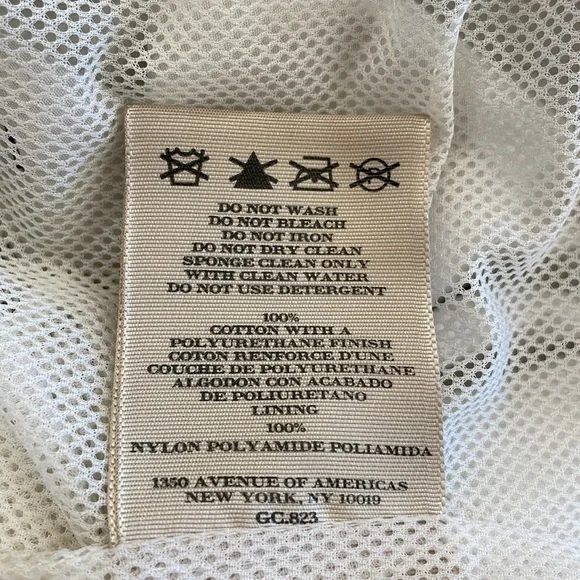 DO NOT WASH
DO NOT BLEACH
DO NOT IRON
DO NOT DRY CLEAN
SPONGE CLEAN ONLY
WITH CLEAN WATER
DO NOT USE DETERGENT
100%
COTTON WITH A
POLYURETHANE FINISH
COTON RENFORCE D'UNE
COUCHE DE POLYURETHANE
ALGODON CON ACABADO
DE POLIURETANO
LINING
100%
NYLON POLYAMIDE POLIAMIDA
1350 AVENUE OF AMERICAS
NEW YORK, NY 10019
GC.823